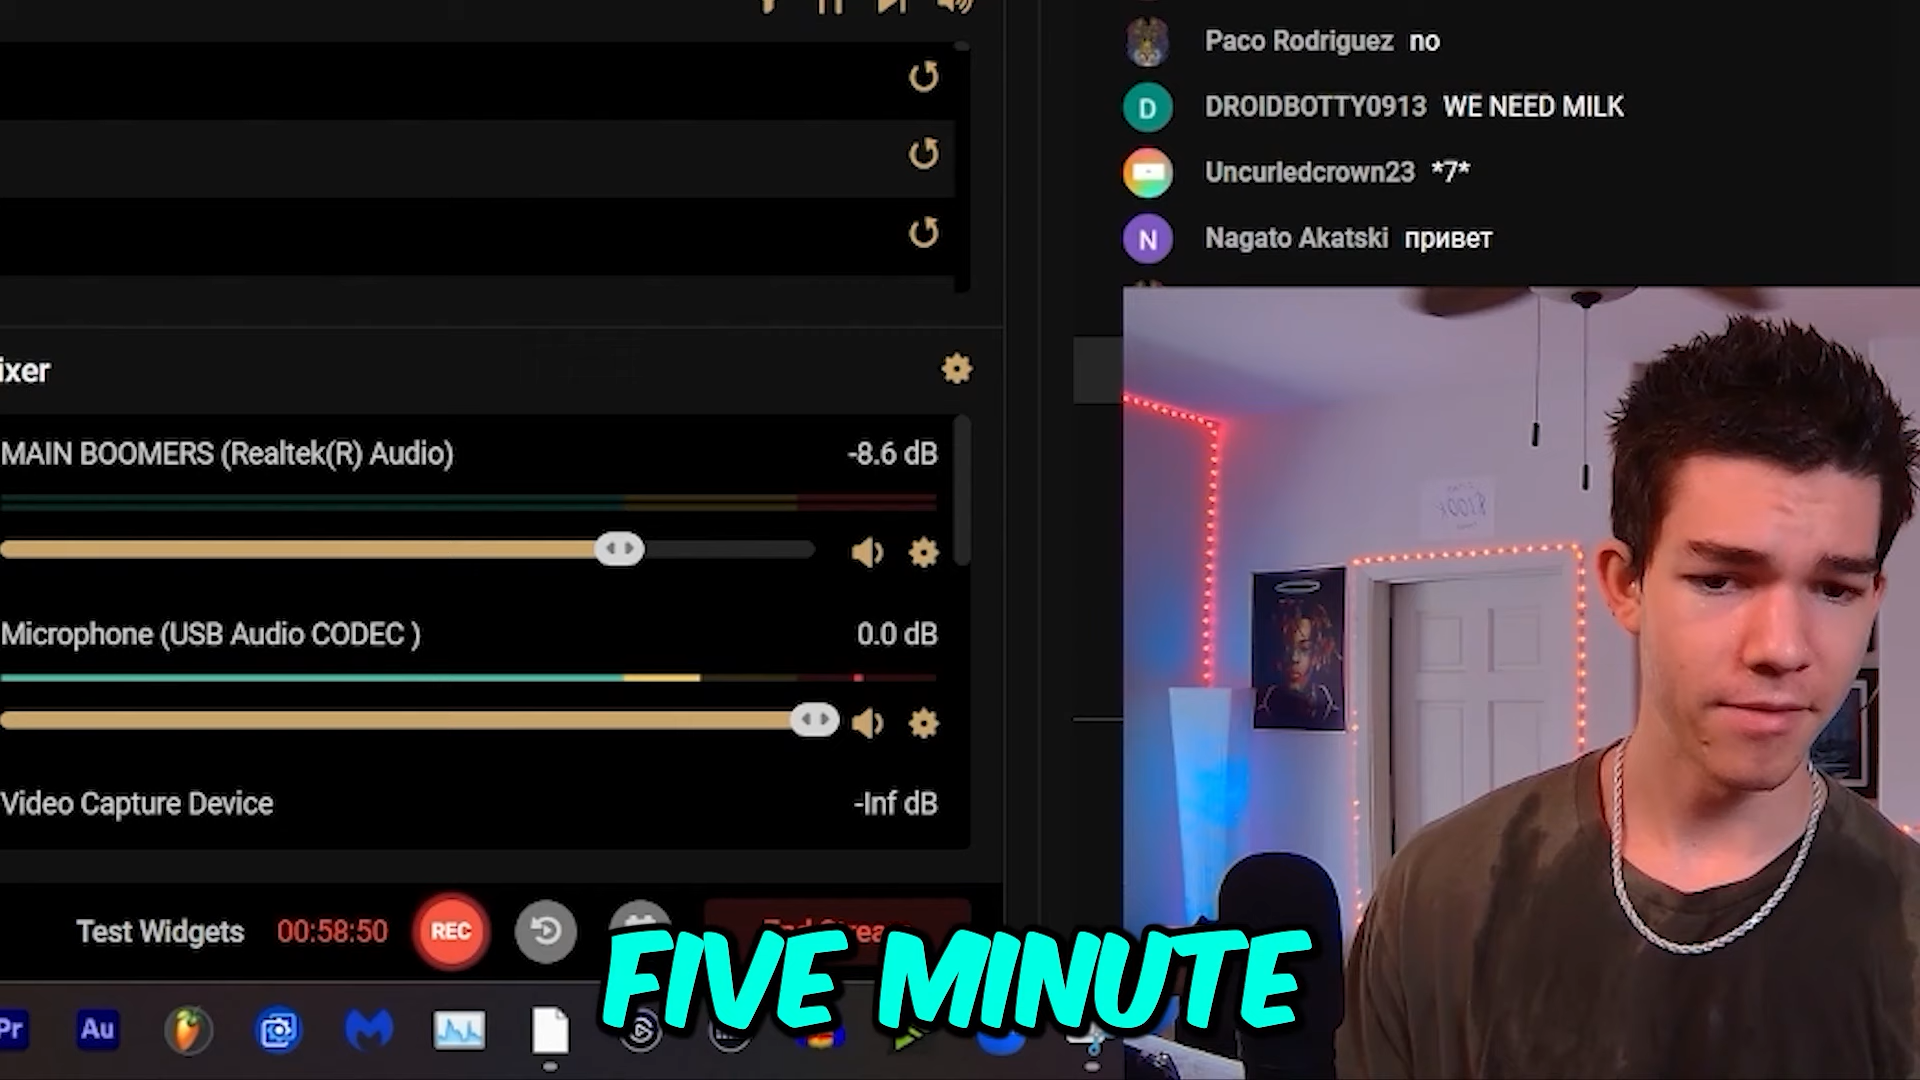 Paco Rodriguez no
DROIDBOTTY0913 WE NEED MILK
Uncurledcrown23 *7*
Nagato Akatski привет
ixer
MAIN BOOMERS (Realtek(R) Audio) -8.6 dB
Microphone (USB Audio CODEC ) 0.0 dB
Video Capture Device -Inf dB
Test Widgets 00:58:50 REC
FIVE MINUTE
Pr Au
D
N